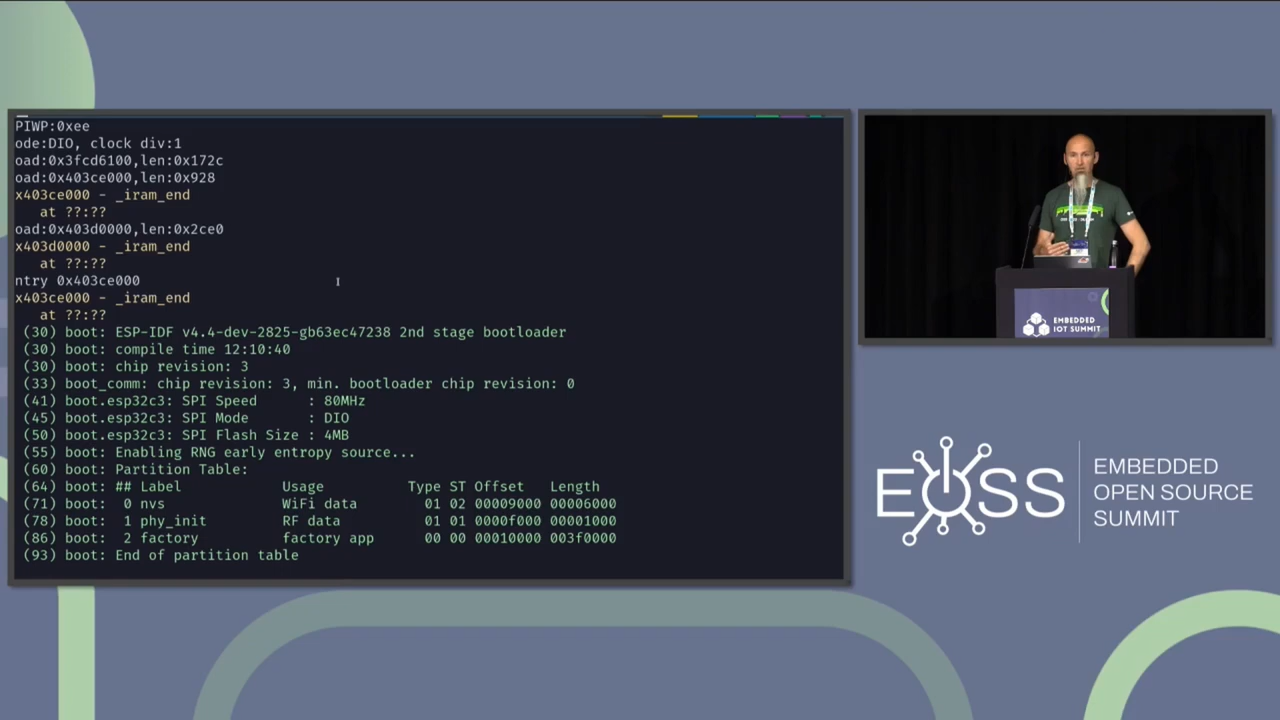 PIWP:0xee
ode:DIO, clock div:1
oad:0x3fcd6100,len:0x172c
oad:0x403ce000,len:0x928
x403ce000 - _iram_end
at ??:??
oad:0x403d0000,len:0x2ce0
x403d0000 - _iram_end
at ??:??
ntry 0x403ce000
x403ce000 - _iram_end
at ??:??
(30) boot: ESP-IDF v4.4-dev-2825-gb63ec47238 2nd stage bootloader
(30) boot: compile time 12:10:40
(30) boot: chip revision: 3
(33) boot_comm: chip revision: 3, min. bootloader chip revision: 0
(41) boot.esp32c3: SPI Speed : 80MHz
(45) boot.esp32c3: SPI Mode : DIO
(50) boot.esp32c3: SPI Flash Size : 4MB
(55) boot: Enabling RNG early entropy source...
(60) boot: Partition Table:
(64) boot: ## Label Usage Type ST Offset Length
(71) boot: 0 nvs WiFi data 01 02 00009000 00006000
(78) boot: 1 phy_init RF data 01 01 0000f000 00001000
(86) boot: 2 factory factory app 00 00 00010000 003f0000
(93) boot: End of partition table
EMBEDDED
IOT SUMMIT
EOSS
EMBEDDED
OPEN SOURCE
SUMMIT